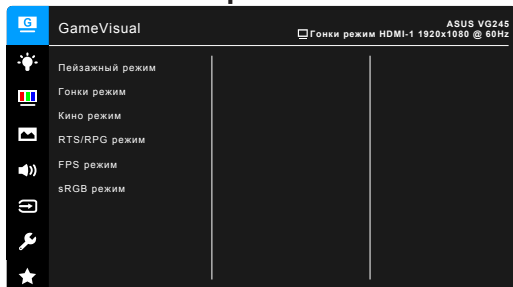 G
GameVisual
ASUS VG245
Гонки режим HDMI-1 1920x1080 @ 60Hz
Пейзажный режим
Гонки режим
Кино режим
RTS/RPG режим
FPS режим
sRGB режим